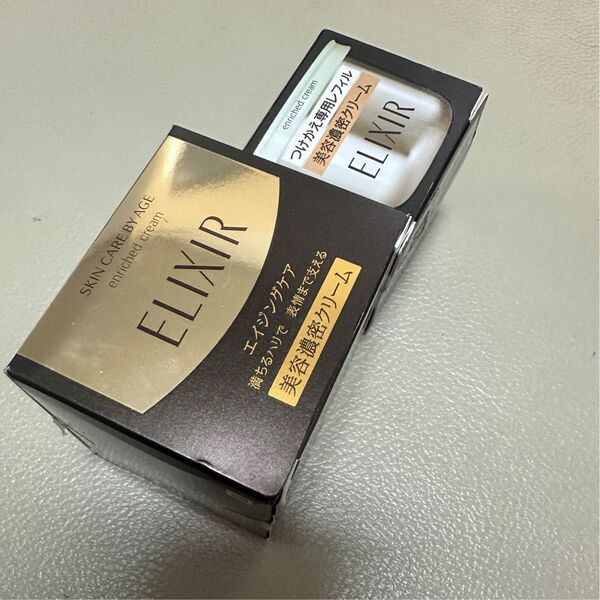 SKIN CARE BY AGE
enriched cream
ELIXIR
エイジングケア
満ちるハリで 表情まで支える
美容濃密クリーム
enriched cream
つけかえ専用レフィル
美容濃密クリーム
ELIXIR